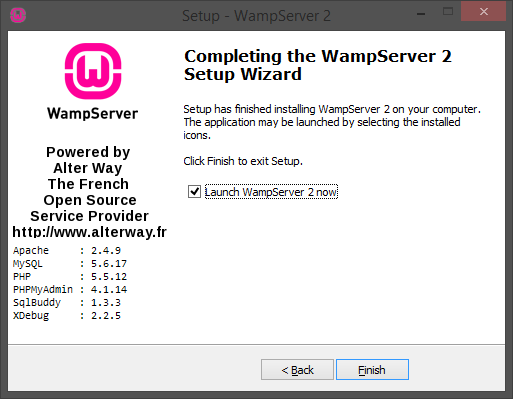 Setup - WampServer 2
WampServer
Powered by
Alter Way
The French
Open Source
Service Provider
http://www.alterway.fr
Apache : 2.4.9
MySQL : 5.6.17
PHP : 5.5.12
PHPMyAdmin : 4.1.14
SqlBuddy : 1.3.3
XDebug : 2.2.5
Completing the WampServer 2
Setup Wizard
Setup has finished installing WampServer 2 on your computer.
The application may be launched by selecting the installed
icons.
Click Finish to exit Setup.
Launch WampServer 2 now
< Back
Finish